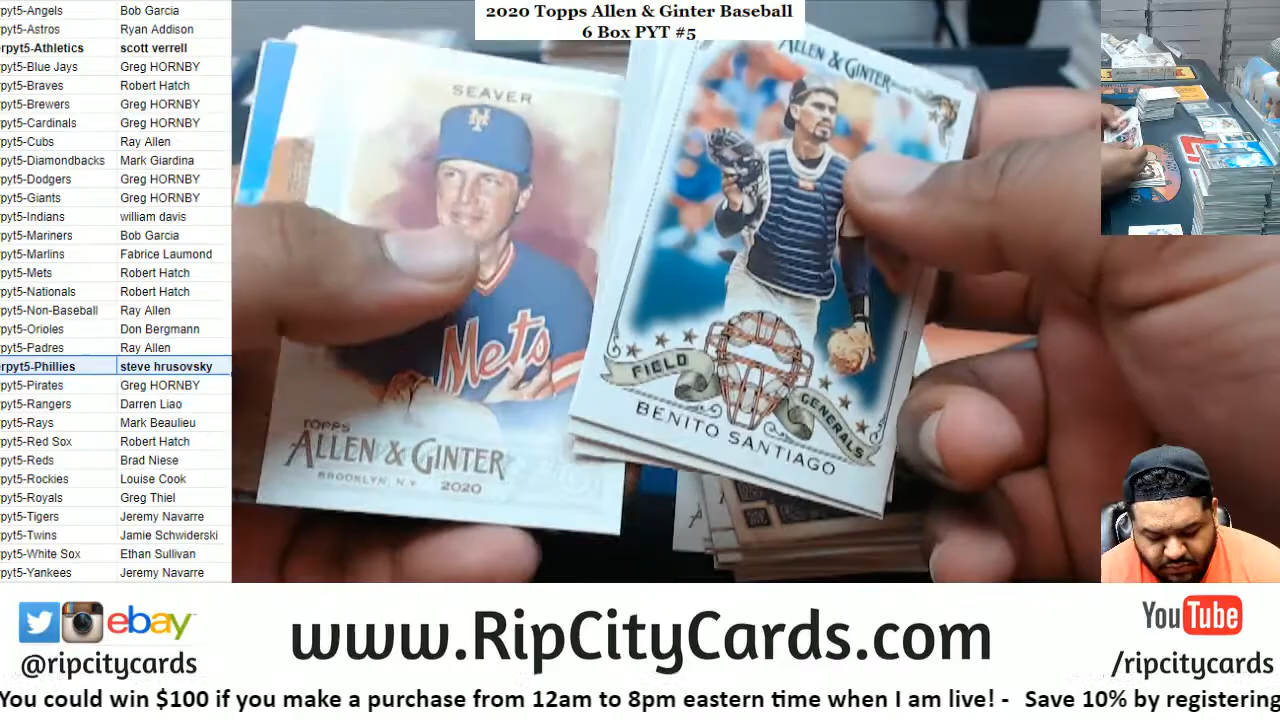 2020 Topps Allen & Ginter Baseball
6 Box PYT #5
pyt5-Angels Bob Garcia
pyt5-Astros Ryan Addison
rpyt5-Athletics scott verrell
pyt5-Blue Jays Greg HORNBY
pyt5-Braves Robert Hatch
pyt5-Brewers Greg HORNBY
pyt5-Cardinals Greg HORNBY
pyt5-Cubs Ray Allen
pyt5-Diamondbacks Mark Giardina
pyt5-Dodgers Greg HORNBY
pyt5-Giants Greg HORNBY
pyt5-Indians william davis
pyt5-Mariners Bob Garcia
pyt5-Marlins Fabrice Laumond
pyt5-Mets Robert Hatch
pyt5-Nationals Robert Hatch
pyt5-Non-Baseball Ray Allen
pyt5-Orioles Don Bergmann
pyt5-Padres Ray Allen
erpyt5-Phillies steve hrusovsky
pyt5-Pirates Greg HORNBY
pyt5-Rangers Darren Liao
pyt5-Rays Mark Beaulieu
pyt5-Red Sox Robert Hatch
pyt5-Reds Brad Niese
pyt5-Rockies Louise Cook
pyt5-Royals Greg Thiel
pyt5-Tigers Jeremy Navarre
pyt5-Twins Jamie Schwiderski
pyt5-White Sox Ethan Sullivan
pyt5-Yankees Jeremy Navarre
SEAVER
Mets
TOPPS
ALLEN & GINTER
BROOKLYN, N.Y. 2020
ALLEN & GINTER
FIELD GENERALS
BENITO SANTIAGO
ebay
@ripcitycards
www.RipCityCards.com
YouTube
/ripcitycards
You could win $100 if you make a purchase from 12am to 8pm eastern time when I am live! - Save 10% by registering